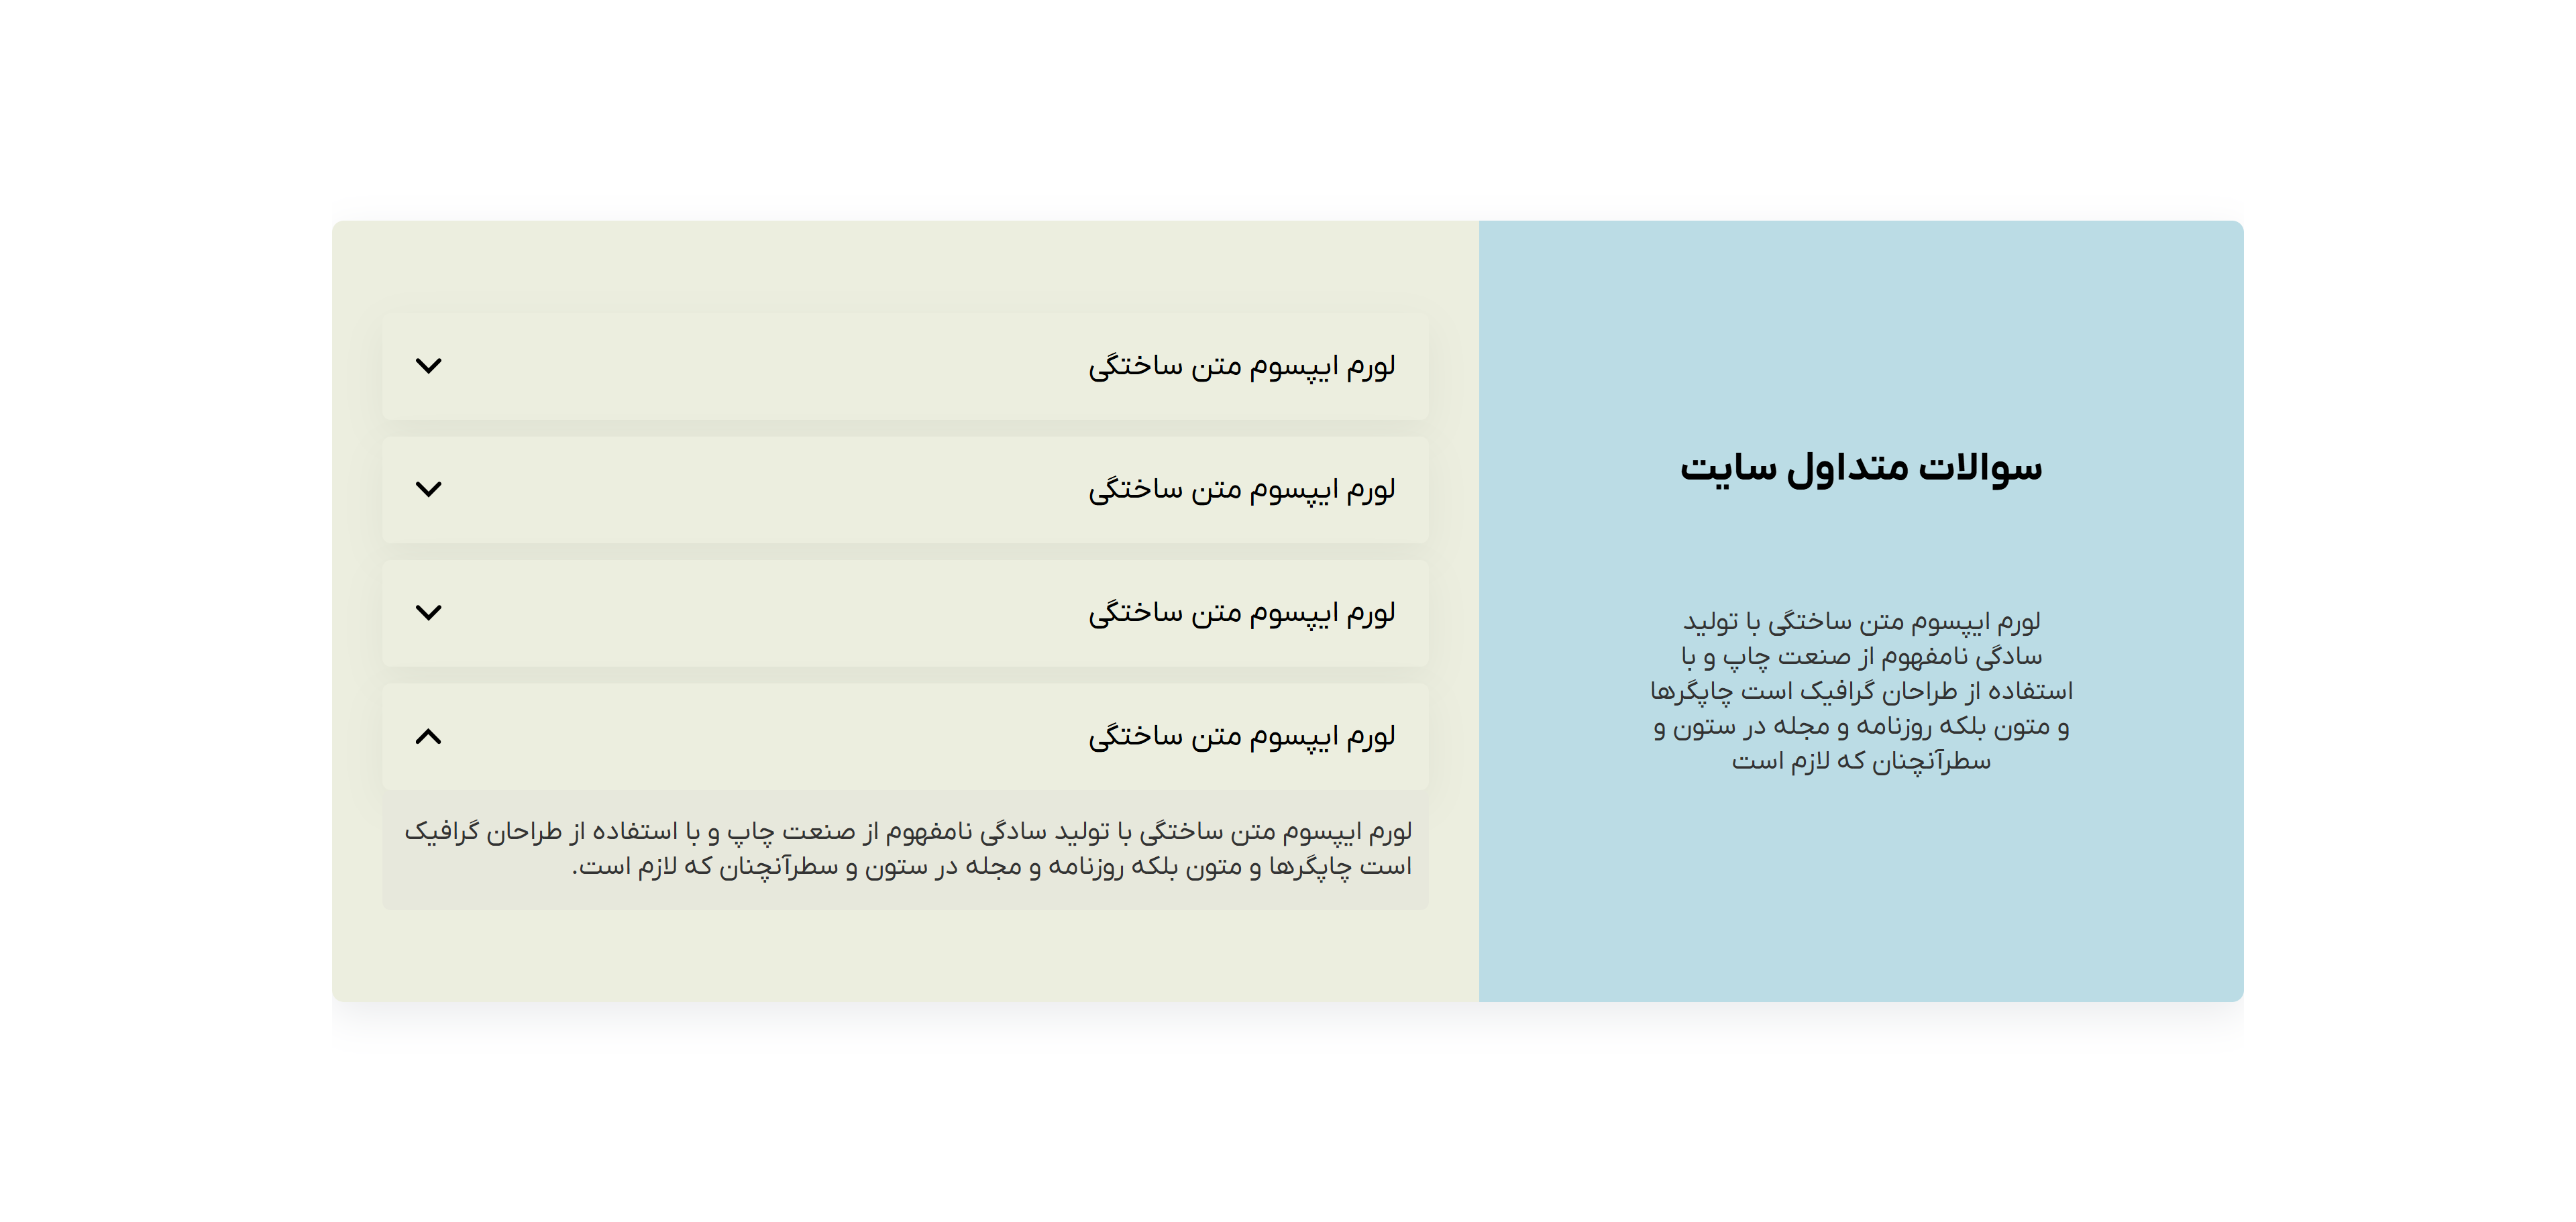 سوالات متداول سایت
لورم ایپسوم متن ساختگی با تولید
سادگی نامفهوم از صنعت چاپ و با
استفاده از طراحان گرافیک است چاپگرها
و متون بلکه روزنامه و مجله در ستون و
سطرآنچنان که لازم است
لورم ایپسوم متن ساختگی
لورم ایپسوم متن ساختگی
لورم ایپسوم متن ساختگی
لورم ایپسوم متن ساختگی
لورم ایپسوم متن ساختگی با تولید سادگی نامفهوم از صنعت چاپ و با استفاده از طراحان گرافیک
است چاپگرها و متون بلکه روزنامه و مجله در ستون و سطرآنچنان که لازم است.